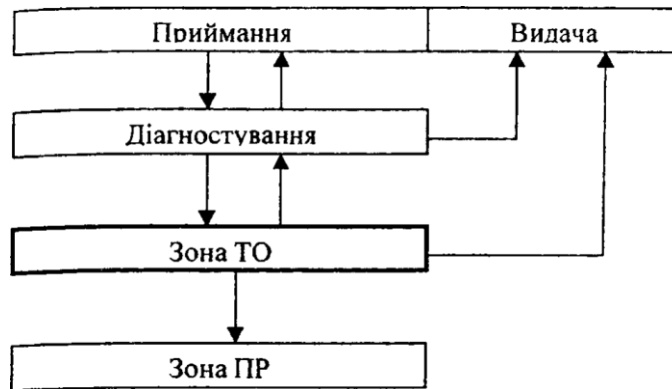 Приймання
Видача
Діагностування
Зона ТО
Зона ПР